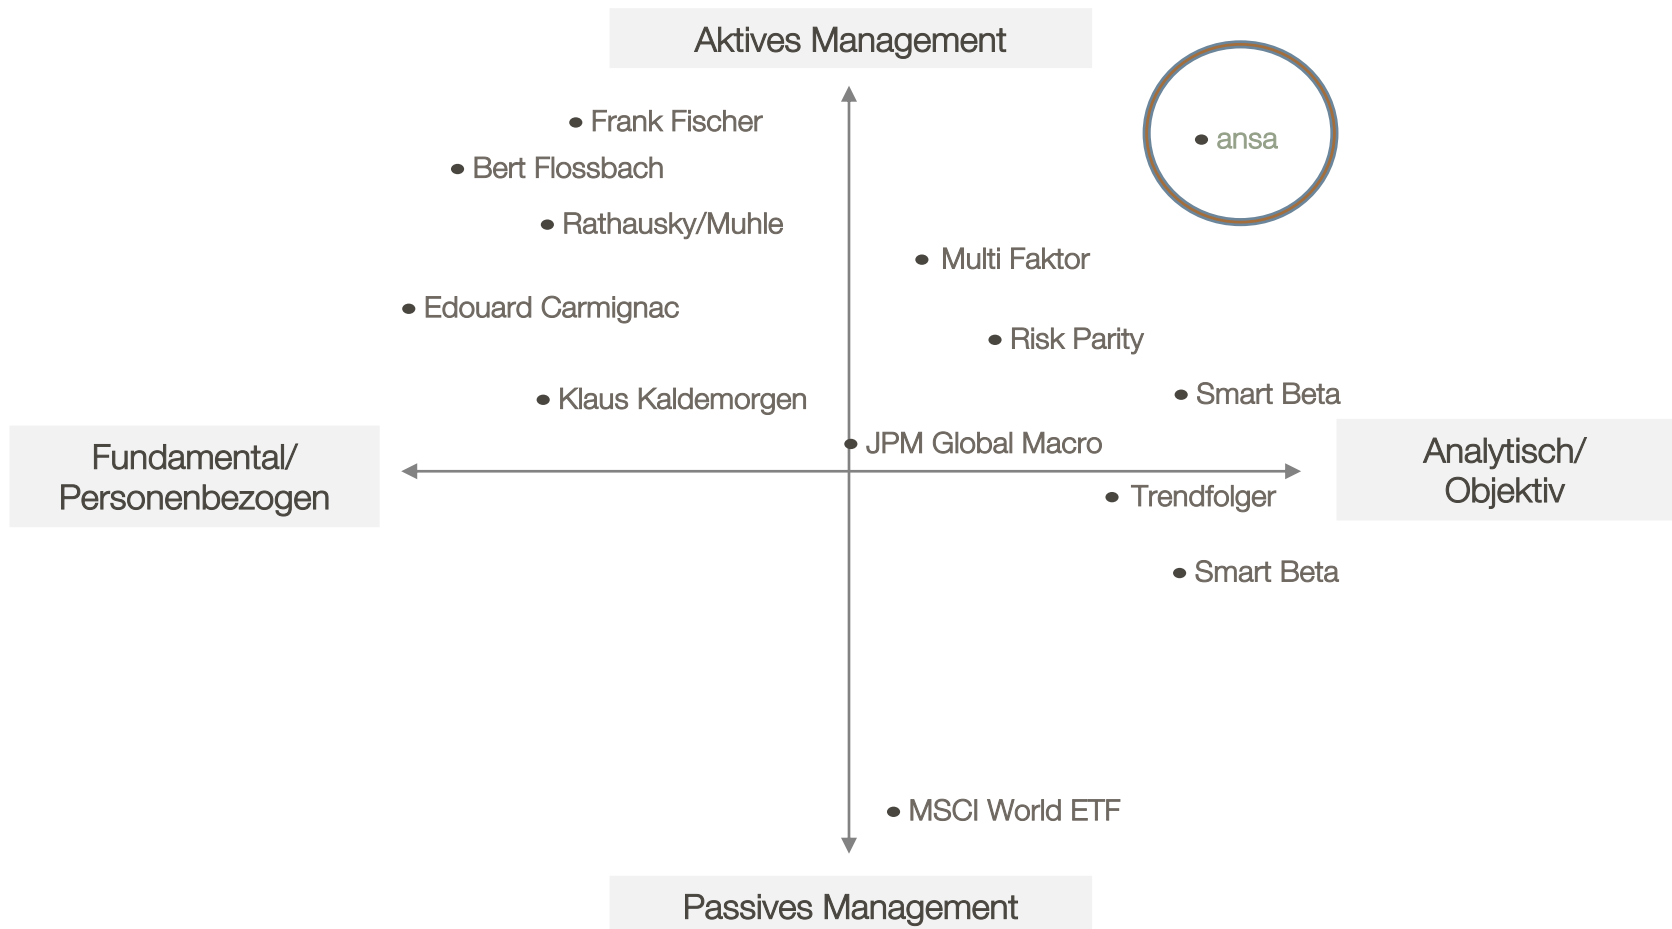 Aktives Management
Frank Fischer
ansa
Bert Flossbach
Rathausky/Muhle
Multi Faktor
Edouard Carmignac
Risk Parity
Smart Beta
Klaus Kaldemorgen
JPM Global Macro
Fundamental/
Personenbezogen
Analytisch/
Objektiv
Trendfolger
Smart Beta
MSCI World ETF
Passives Management